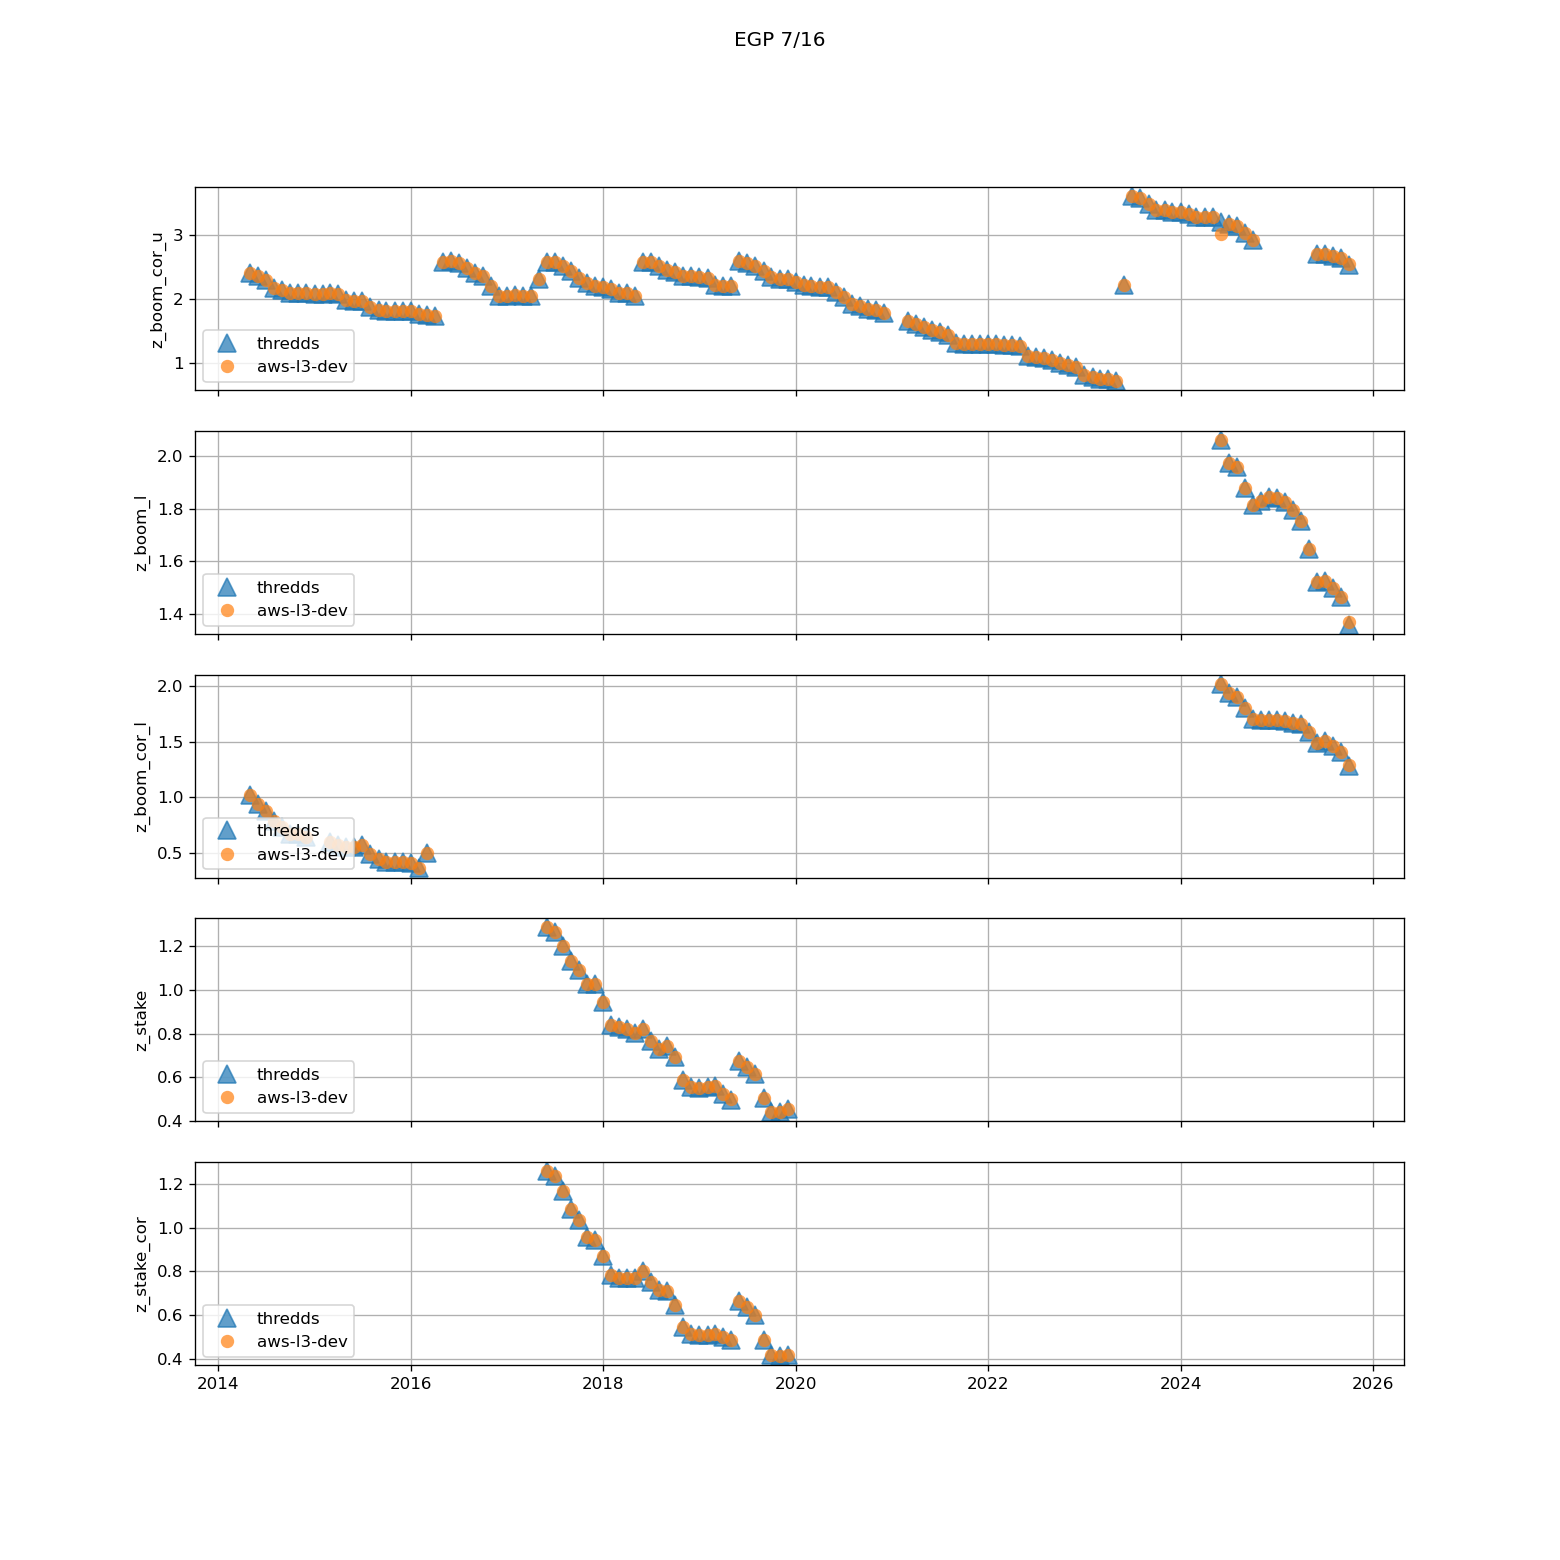 EGP 7/16
z_boom_cor_u
3
2
1
thredds
aws-l3-dev
z_boom_l
2.0
1.8
1.6
1.4
thredds
aws-l3-dev
z_boom_cor_l
2.0
1.5
1.0
0.5
thredds
aws-l3-dev
z_stake
1.2
1.0
0.8
0.6
0.4
thredds
aws-l3-dev
z_stake_cor
1.2
1.0
0.8
0.6
0.4
thredds
aws-l3-dev
2014 2016 2018 2020 2022 2024 2026